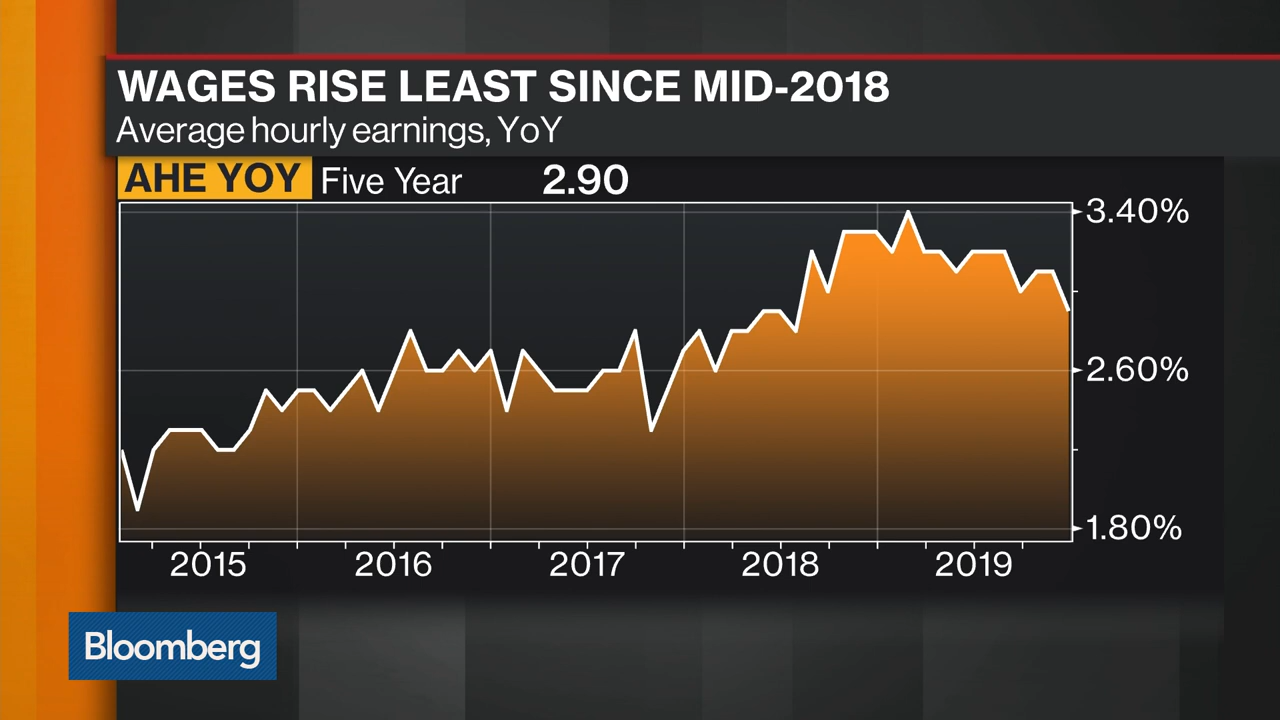 WAGES RISE LEAST SINCE MID-2018
Average hourly earnings, YoY
AHE YOY Five Year 2.90
3.40%
2.60%
1.80%
2015 2016 2017 2018 2019
Bloomberg